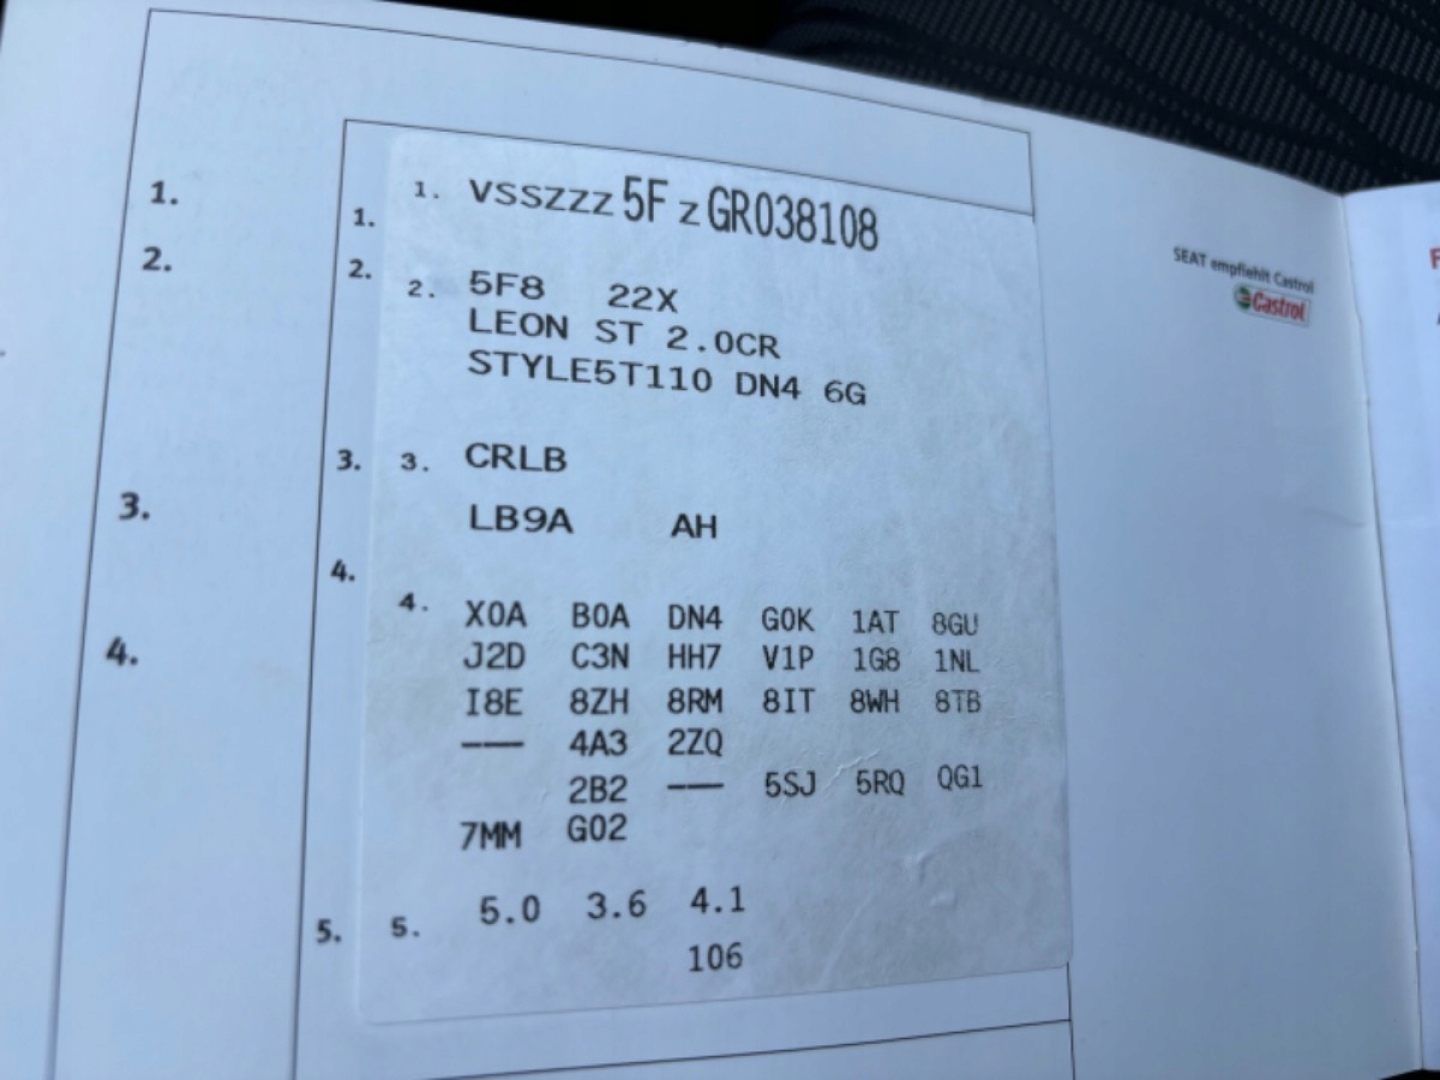 1.
2.
3.
4.
1.
2.
3.
4.
5.
1. VSSZZZ 5F Z GR038108
2. 5F8 22X
LEON ST 2.0CR
STYLE5T110 DN4 6G
3. CRLB
LB9A AH
4. X0A B0A DN4 G0K 1AT 8GU
J2D C3N HH7 V1P 1G8 1NL
I8E 8ZH 8RM 8IT 8WH 8TB
--- 4A3 2ZQ
2B2 --- 5SJ 5RQ QG1
7MM G02
5. 5.0 3.6 4.1
106
SEAT empfiehlt Castrol
Castrol